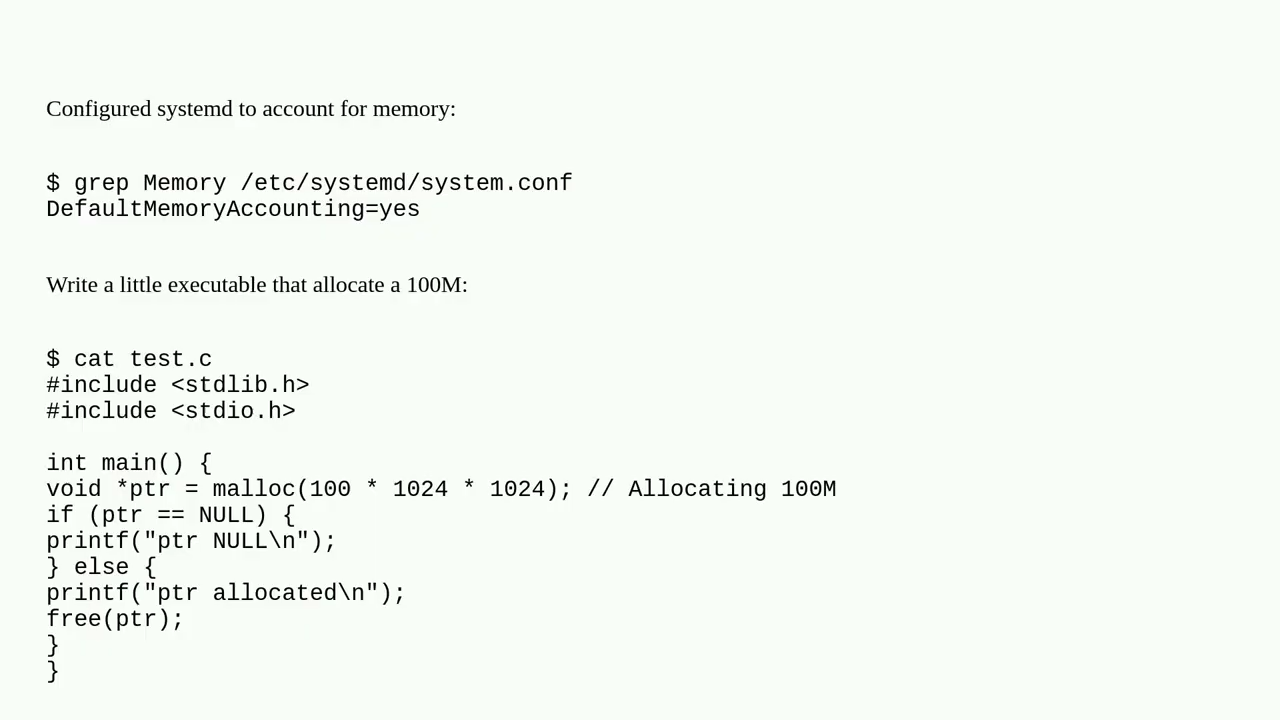 Configured systemd to account for memory:
$ grep Memory /etc/systemd/system.conf
DefaultMemoryAccounting=yes
Write a little executable that allocate a 100M:
$ cat test.c
#include <stdlib.h>
#include <stdio.h>
int main() {
void *ptr = malloc(100 * 1024 * 1024); // Allocating 100M
if (ptr == NULL) {
printf("ptr NULL\n");
} else {
printf("ptr allocated\n");
free(ptr);
}
}